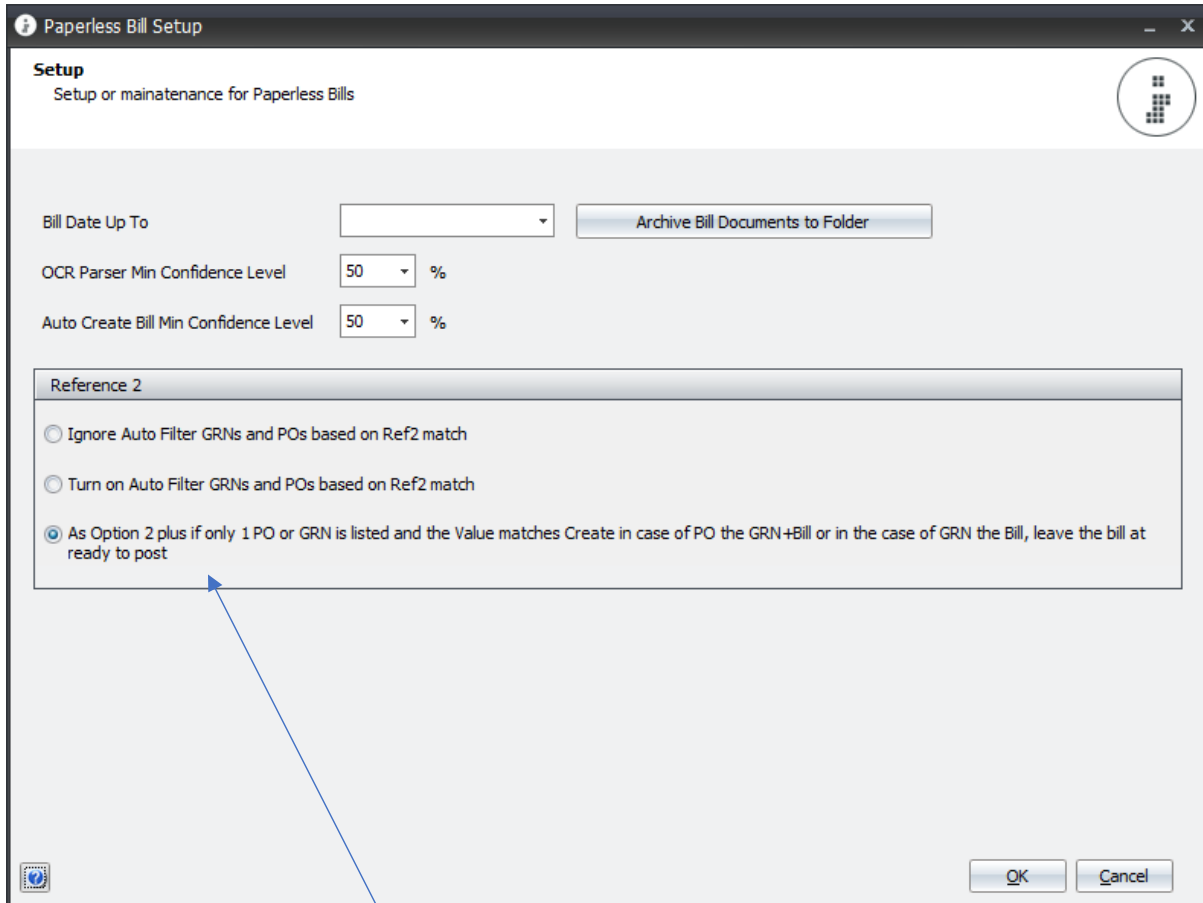 Paperless Bill Setup
Setup
Setup or mainatenance for Paperless Bills
Bill Date Up To
Archive Bill Documents to Folder
OCR Parser Min Confidence Level 50 %
Auto Create Bill Min Confidence Level 50 %
Reference 2
Ignore Auto Filter GRNs and POs based on Ref2 match
Turn on Auto Filter GRNs and POs based on Ref2 match
As Option 2 plus if only 1 PO or GRN is listed and the Value matches Create in case of PO the GRN+Bill or in the case of GRN the Bill, leave the bill at
ready to post
OK Cancel